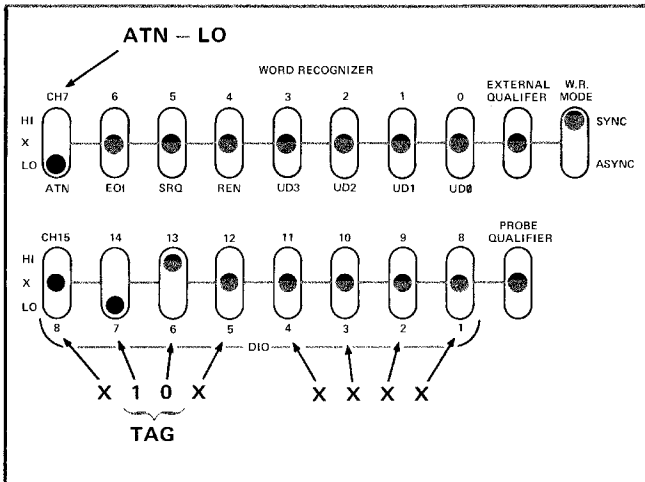 ATN – LO
WORD RECOGNIZER
CH7 6 5 4 3 2 1 0 EXTERNAL QUALIFER W.R. MODE
HI
X
LO
SYNC
ASYNC
ATN EOI SRQ REN UD3 UD2 UD1 UD0
CH15 14 13 12 11 10 9 8 PROBE QUALIFIER
HI
X
LO
8 7 6 5 4 3 2 1
DIO
X 1 0 X X X X X
TAG